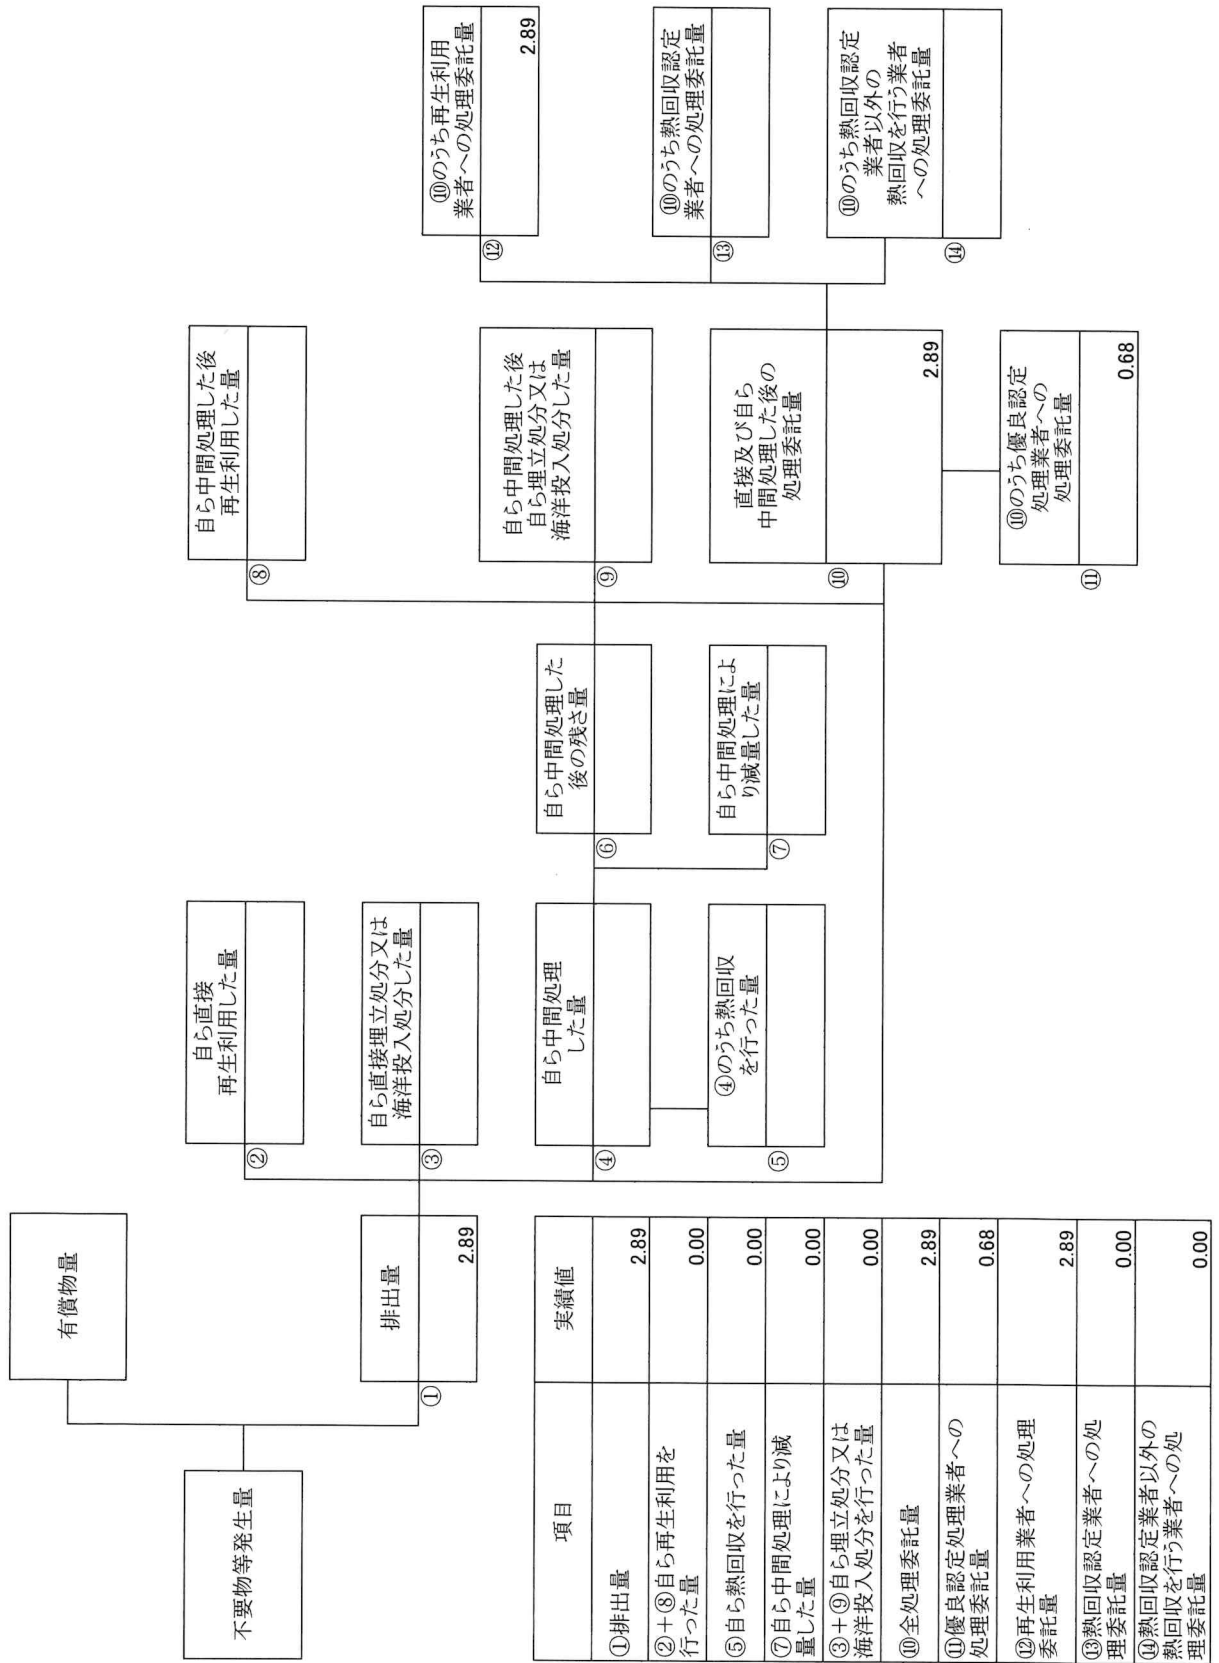 不要物等発生量
有償物量
①
排出量
2.89
②
自ら直接
再生利用した量
③
自ら直接埋立処分又は
海洋投入処分した量
④
自ら中間処理
した量
⑤
④のうち熱回収
を行った量
⑥
自ら中間処理した
後の残さ量
⑦
自ら中間処理によ
り減量した量
⑧
自ら中間処理した後
再生利用した量
⑨
自ら中間処理した後
自ら埋立処分又は
海洋投入処分した量
⑩
直接及び自ら
中間処理した後の
処理委託量
2.89
⑪
⑩のうち優良認定
処理業者への
処理委託量
0.68
⑫
⑩のうち再生利用
業者への処理委託量
2.89
⑬
⑩のうち熱回収認定
業者への処理委託量
⑭
⑩のうち熱回収認定
業者以外の
熱回収を行う業者
への処理委託量
項目 実績値
①排出量 2.89
②+⑧自ら再生利用を
行った量 0.00
⑤自ら熱回収を行った量 0.00
⑦自ら中間処理により減
量した量 0.00
③+⑨自ら埋立処分又は
海洋投入処分を行った量 0.00
⑩全処理委託量 2.89
⑪優良認定処理業者への
処理委託量 0.68
⑫再生利用業者への処理
委託量 2.89
⑬熱回収認定業者への処
理委託量 0.00
⑭熱回収認定業者以外の
熱回収を行う業者への処
理委託量 0.00